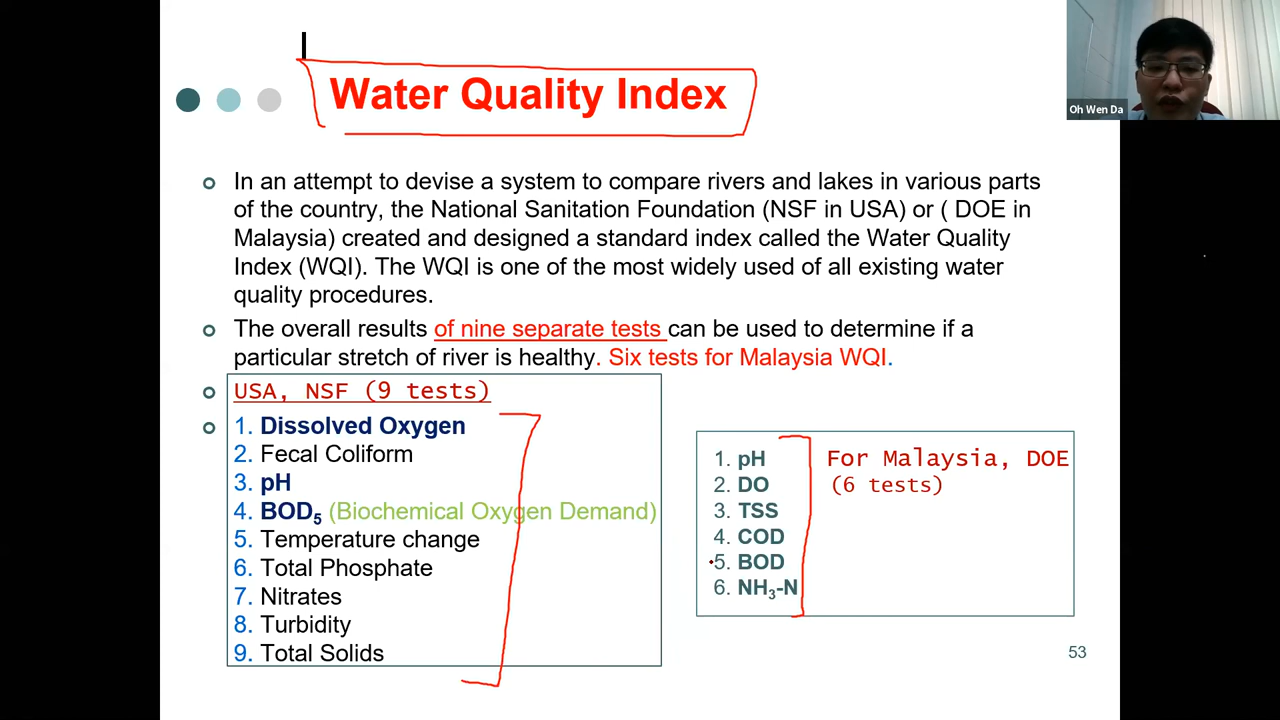 Water Quality Index
Oh Wen Da
In an attempt to devise a system to compare rivers and lakes in various parts
of the country, the National Sanitation Foundation (NSF in USA) or ( DOE in
Malaysia) created and designed a standard index called the Water Quality
Index (WQI). The WQI is one of the most widely used of all existing water
quality procedures.
The overall results of nine separate tests can be used to determine if a
particular stretch of river is healthy. Six tests for Malaysia WQI.
USA, NSF (9 tests)
1. Dissolved Oxygen
2. Fecal Coliform
3. pH
4. BOD5 (Biochemical Oxygen Demand)
5. Temperature change
6. Total Phosphate
7. Nitrates
8. Turbidity
9. Total Solids
1. pH
2. DO
3. TSS
4. COD
5. BOD
6. NH3-N
For Malaysia, DOE
(6 tests)
53